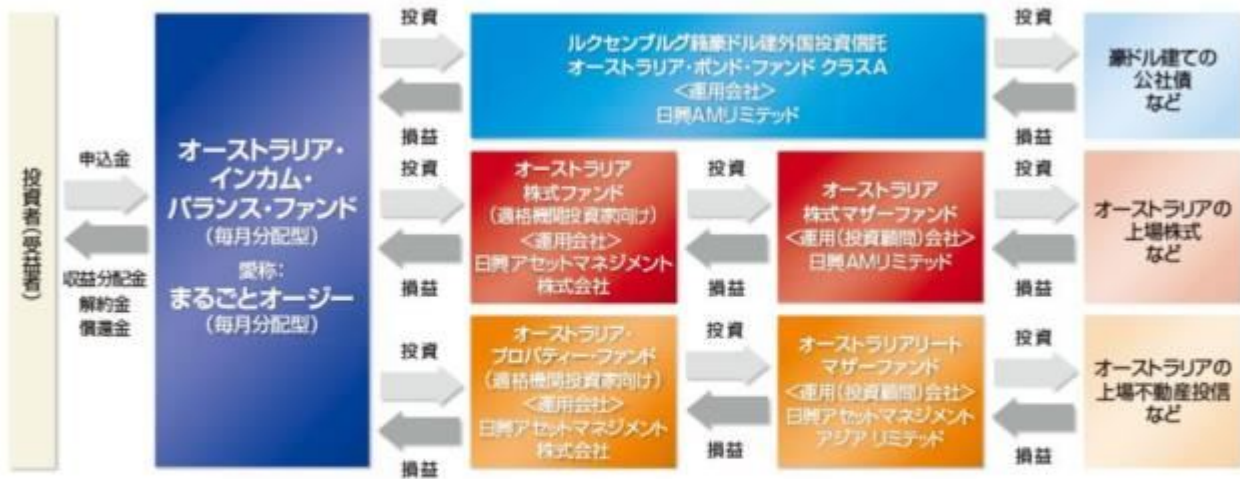 投資者(受益者)
申込金
収益分配金
解約金
償還金
オーストラリア・
インカム・
バランス・ファンド
(毎月分配型)
愛称:
まるごとオージー
(毎月分配型)
投資
損益
ルクセンブルグ籍豪ドル建外国投資信託
オーストラリア・ボンド・ファンド クラスA
<運用会社>
日興AMリミテッド
投資
損益
豪ドル建ての
公社債
など
投資
損益
オーストラリア
株式ファンド
(適格機関投資家向け)
<運用会社>
日興アセットマネジメント
株式会社
投資
損益
オーストラリア
株式マザーファンド
<運用(投資顧問)会社>
日興AMリミテッド
投資
損益
オーストラリアの
上場株式
など
投資
損益
オーストラリア・
プロパティー・ファンド
(適格機関投資家向け)
<運用会社>
日興アセットマネジメント
株式会社
投資
損益
オーストラリアリート
マザーファンド
<運用(投資顧問)会社>
日興アセットマネジメント
アジア リミテッド
投資
損益
オーストラリアの
上場不動産投信
など